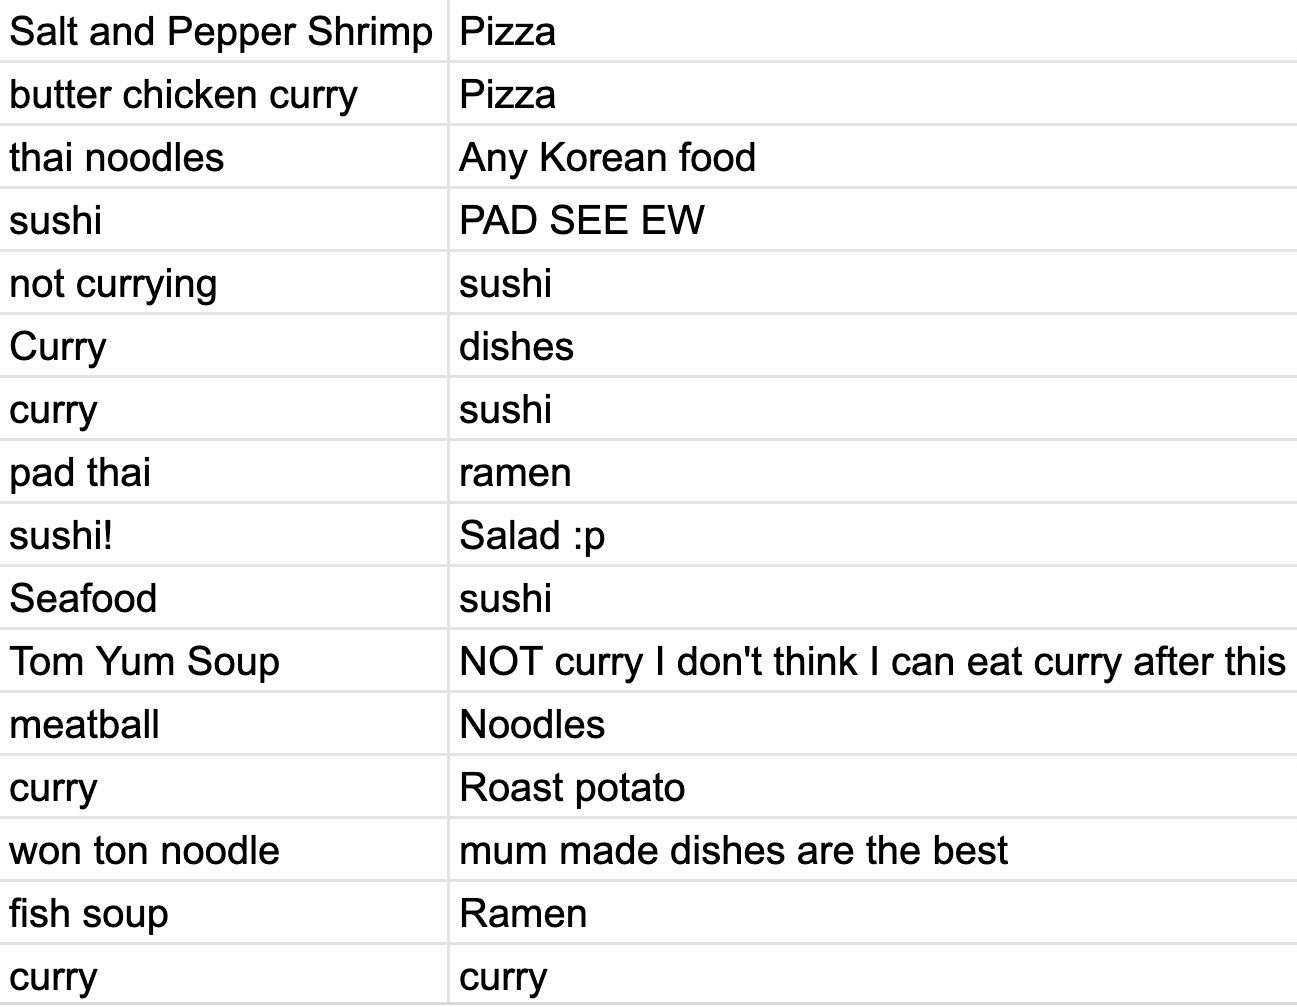 Salt and Pepper Shrimp Pizza
butter chicken curry Pizza
thai noodles Any Korean food
sushi PAD SEE EW
not currying sushi
Curry dishes
curry sushi
pad thai ramen
sushi! Salad :p
Seafood sushi
Tom Yum Soup NOT curry I don't think I can eat curry after this
meatball Noodles
curry Roast potato
won ton noodle mum made dishes are the best
fish soup Ramen
curry curry